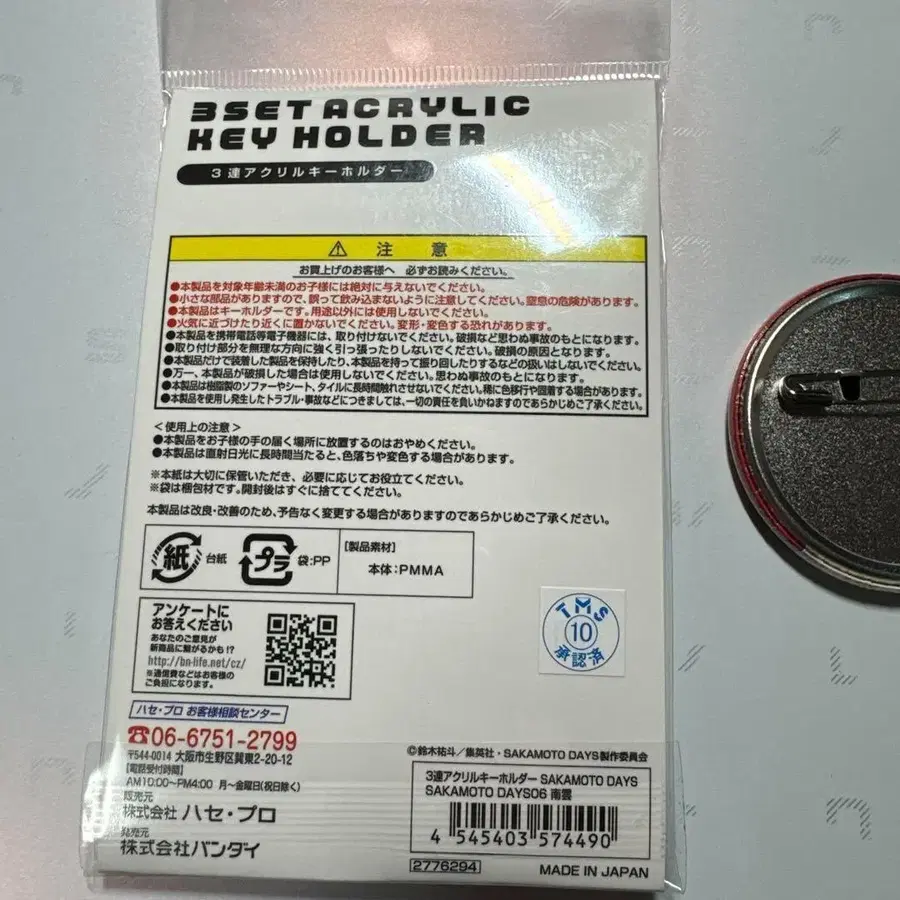 3SET ACRYLIC
KEY HOLDER
3連アクリルキーホルダー
⚠ 注 意
お買上げのお客様へ 必ずお読みください。
●本製品を対象年齢未満のお子様には絶対に与えないでください。
●小さな部品がありますので、誤って飲み込まないように注意してください。窒息の危険があります。
●本製品はキーホルダーです。用途以外には使用しないでください。
●火気に近づけたり近くに置かないでください。変形・変色する恐れがあります。
●本製品を携帯電話等電子機器には、取り付けないでください。破損など思わぬ事故のもとになります。
●取り付け部分を無理な方向に強く引っ張ったりしないでください。破損の原因となります。
●本製品だけで装着した製品を保持したり、本製品を持って振り回したりするなどの扱いはしないでください。
●万一、本製品が破損した場合は使用しないでください。思わぬ事故のもとになります。
●本製品は樹脂製のソファーやシート、タイルに長時間触れさせないでください。稀に色移行や固着する場合があります。
●本製品を使用し発生したトラブル・事故などにつきましては、一切の責任を負いかねますのであらかじめご了承ください。
＜使用上の注意＞
●本製品をお子様の手の届く場所に放置するのはおやめください。
●本製品は直射日光に長時間当たると、色落ちや変色する場合があります。
※本紙は大切に保管いただき、必要に応じてお役立てください。
※袋は梱包材です。開封後はすぐに捨ててください。
本製品は改良・改善のため、予告なく変更する場合がありますのであらかじめご了承ください。
紙 台紙 プラ 袋:PP
【製品素材】
本体:PMMA
アンケートに
お答えください
あなたのご意見が
新商品に繋がるかも!?
http://bn-life.net/cz/
※通信費などはお客様の
ご負担になります。
TMS
10
承認済
ハセ・プロ お客様相談センター
☎06-6751-2799
〒544-0014 大阪市生野区巽東2-20-12
【電話受付時間】
AM10:00~PM4:00 月~金曜日(祝日除く)
販売元
株式会社 ハセ・プロ
発売元
株式会社バンダイ
©鈴木祐斗／集英社・SAKAMOTO DAYS製作委員会
3連アクリルキーホルダー SAKAMOTO DAYS
SAKAMOTO DAYS06 南雲
4 545403 574490
2776294
MADE IN JAPAN